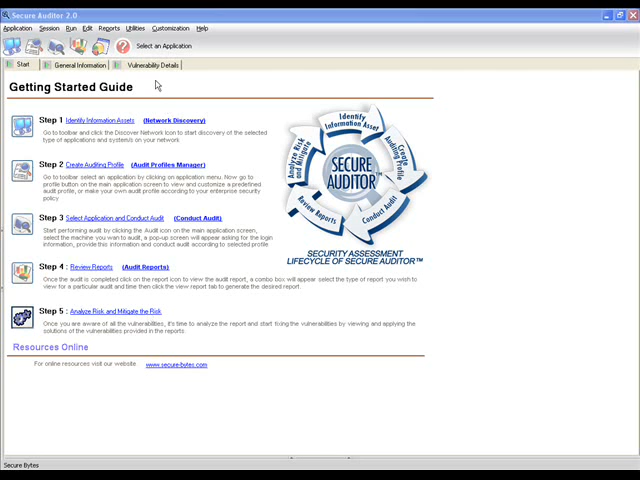 Secure Auditor 2.0
Application Session Run Edit Reports Utilities Customization Help
Select an Application
Start General Information Vulnerability Details
Getting Started Guide
Step 1 Identify Information Assets (Network Discovery)
Go to toolbar and click the Discover Network Icon to start discovery of the selected
type of applications and system/s on your network
Step 2 Create Auditing Profile (Audit Profiles Manager)
Go to toolbar select an application by clicking on application menu. Now go to
profile button on the main application screen to view and customize a predefined
audit profile, or make your own audit profile according to your enterprise security
policy
Step 3 Select Application and Conduct Audit (Conduct Audit)
Start performing audit by clicking the Audit icon on the main application screen,
select the machine you want to audit, a pop-up screen will appear asking for the login
information, provide this information and conduct audit according to selected profile
Step 4 : Review Reports (Audit Reports)
Once the audit is completed click on the report icon to view the audit report, a combo box will appear select the type of report you wish to
view for a particular audit and time then click the view report tab to generate the desired report.
Step 5 : Analyze Risk and Mitigate the Risk
Once you are aware of all the vulnerabilities, it's time to analyze the report and start fixing the vulnerabilities by viewing and applying the
solutions of the vulnerabilities provided in the reports
Identify
Information Asset
Create
Auditing Profile
Conduct Audit
Review Reports
Analyze Risk
and Mitigate
SECURE
AUDITOR™
SECURITY ASSESSMENT
LIFECYCLE OF SECURE AUDITOR™
Resources Online
For online resources visit our website www.secure-bytes.com
Secure Bytes